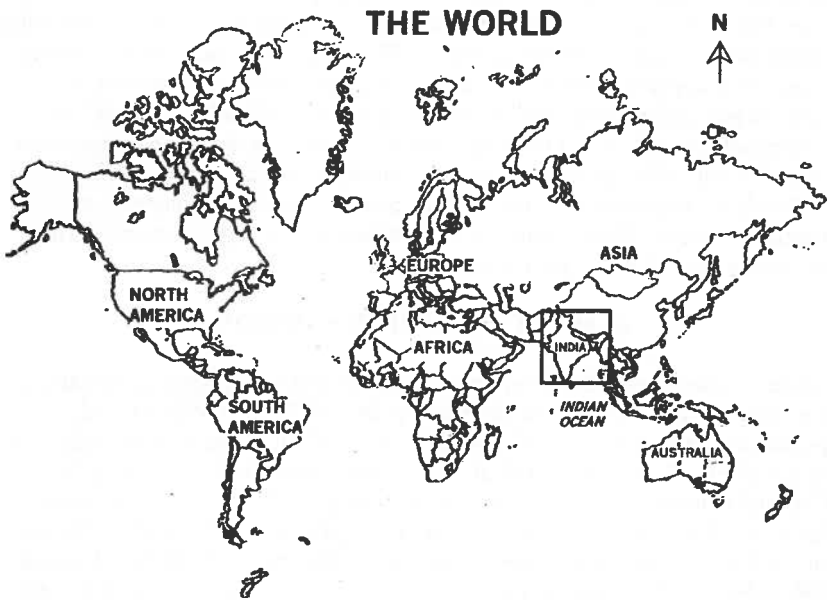 THE WORLD
N
ASIA
EUROPE
NORTH
AMERICA
AFRICA
INDIA
SOUTH
AMERICA
INDIAN
OCEAN
AUSTRALIA